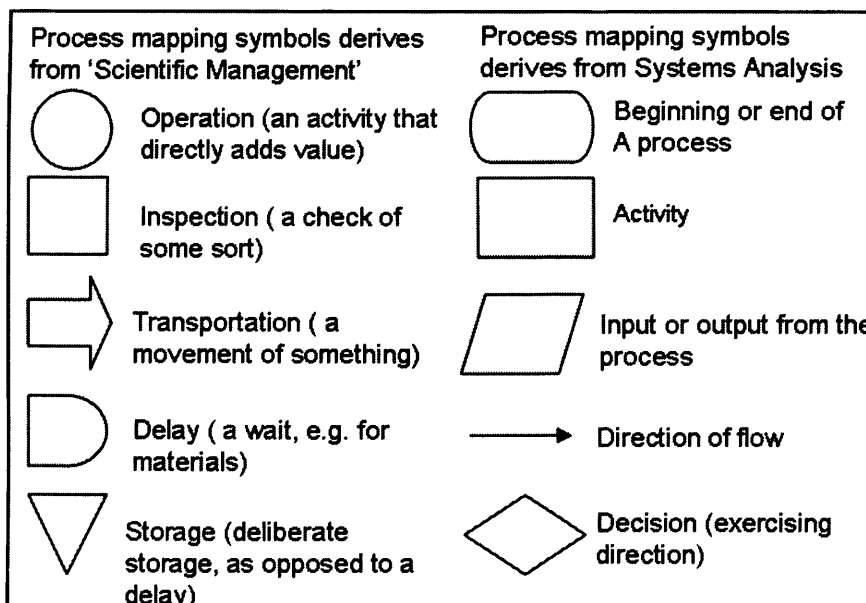 Process mapping symbols derives
from ‘Scientific Management’
Operation (an activity that
directly adds value)
Inspection ( a check of
some sort)
Transportation ( a
movement of something)
Delay ( a wait, e.g. for
materials)
Storage (deliberate
storage, as opposed to a
delay)
Process mapping symbols
derives from Systems Analysis
Beginning or end of
A process
Activity
Input or output from the
process
Direction of flow
Decision (exercising
direction)